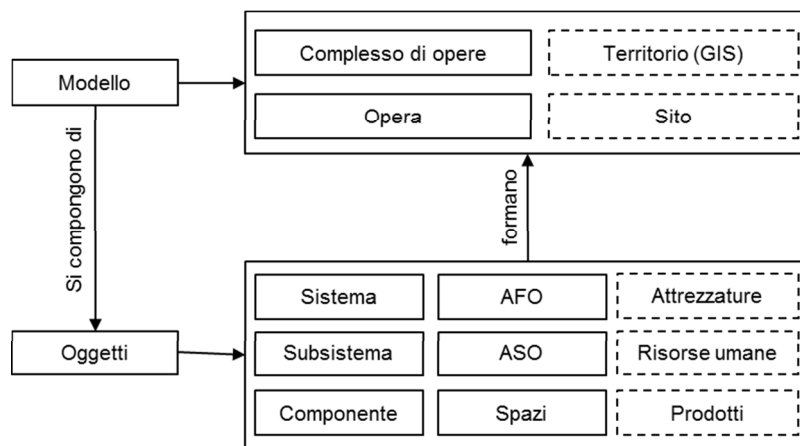 Complesso di opere
Territorio (GIS)
Modello
Opera
Sito
Si compongono di
formano
Sistema
AFO
Attrezzature
Oggetti
Subsistema
ASO
Risorse umane
Componente
Spazi
Prodotti